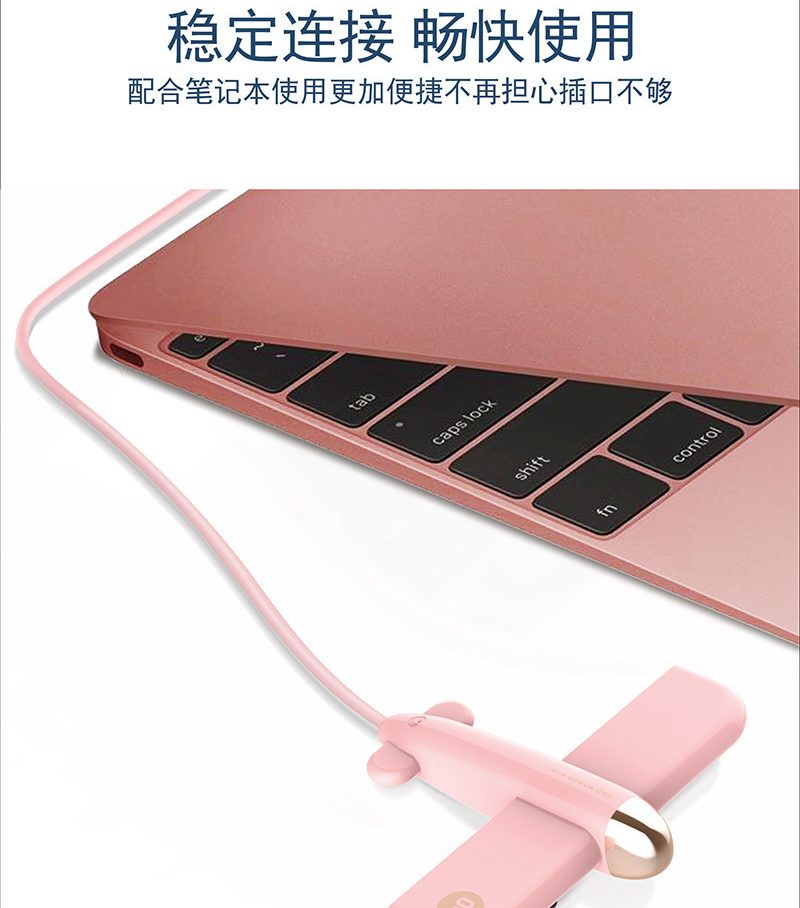 稳定连接 畅快使用
配合笔记本使用更加便捷不再担心插口不够
tab
caps lock
shift
control
fn